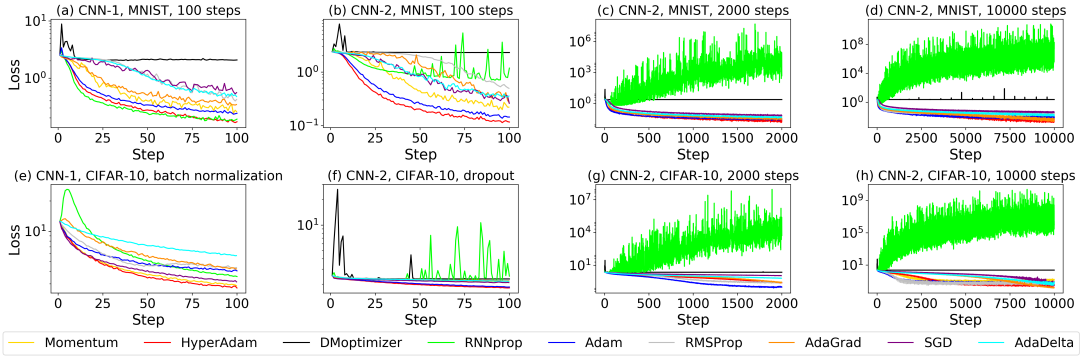 (a) CNN-1, MNIST, 100 steps
(b) CNN-2, MNIST, 100 steps
(c) CNN-2, MNIST, 2000 steps
(d) CNN-2, MNIST, 10000 steps
Loss
10^1
10^0
0 25 50 75 100
Step
10^0
10^−1
0 25 50 75 100
Step
10^6
10^3
10^0
0 500 1000 1500 2000
Step
10^8
10^4
10^0
0 5000 10000
Step
(e) CNN-1, CIFAR-10, batch normalization
(f) CNN-2, CIFAR-10, dropout
(g) CNN-2, CIFAR-10, 2000 steps
(h) CNN-2, CIFAR-10, 10000 steps
Loss
10^1
0 25 50 75 100
Step
10^1
0 25 50 75 100
Step
10^7
10^4
10^1
0 500 1000 1500 2000
Step
10^9
10^5
10^1
0 5000 10000
Step
Momentum HyperAdam DMoptimizer RNNprop Adam RMSProp AdaGrad SGD AdaDelta